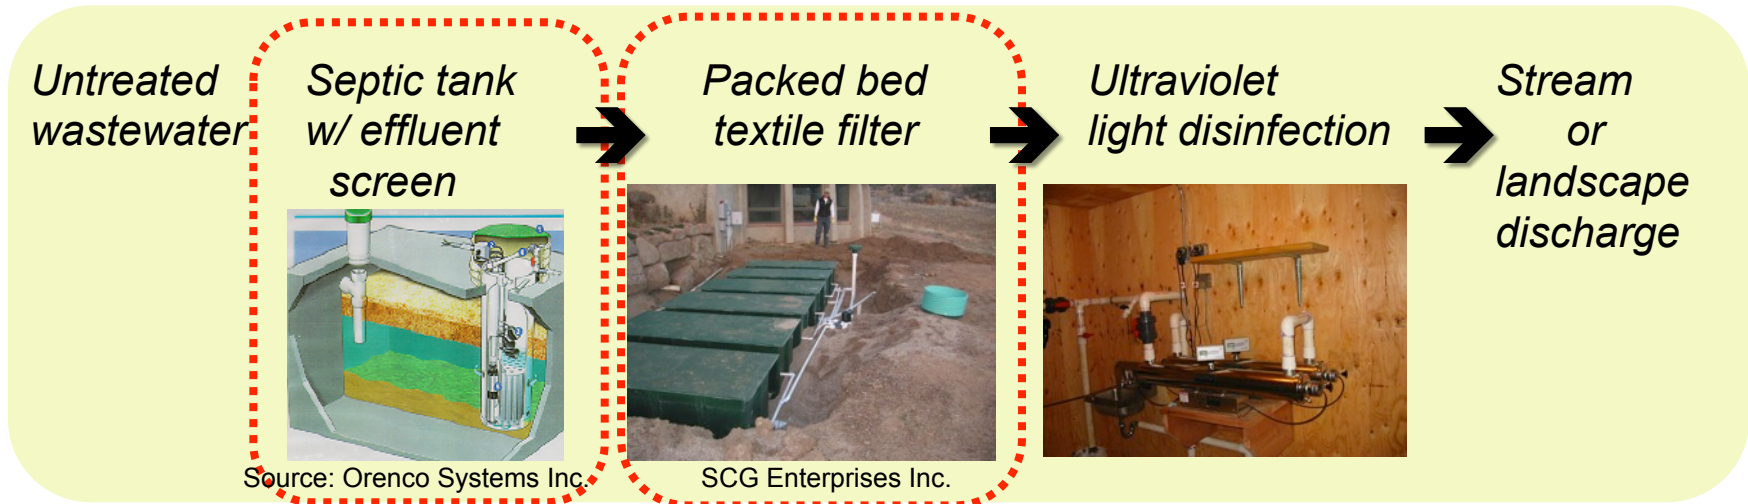 Untreated
wastewater
Septic tank
w/ effluent
screen
Packed bed
textile filter
Ultraviolet
light disinfection
Stream
or
landscape
discharge
Source: Orenco Systems Inc.
SCG Enterprises Inc.